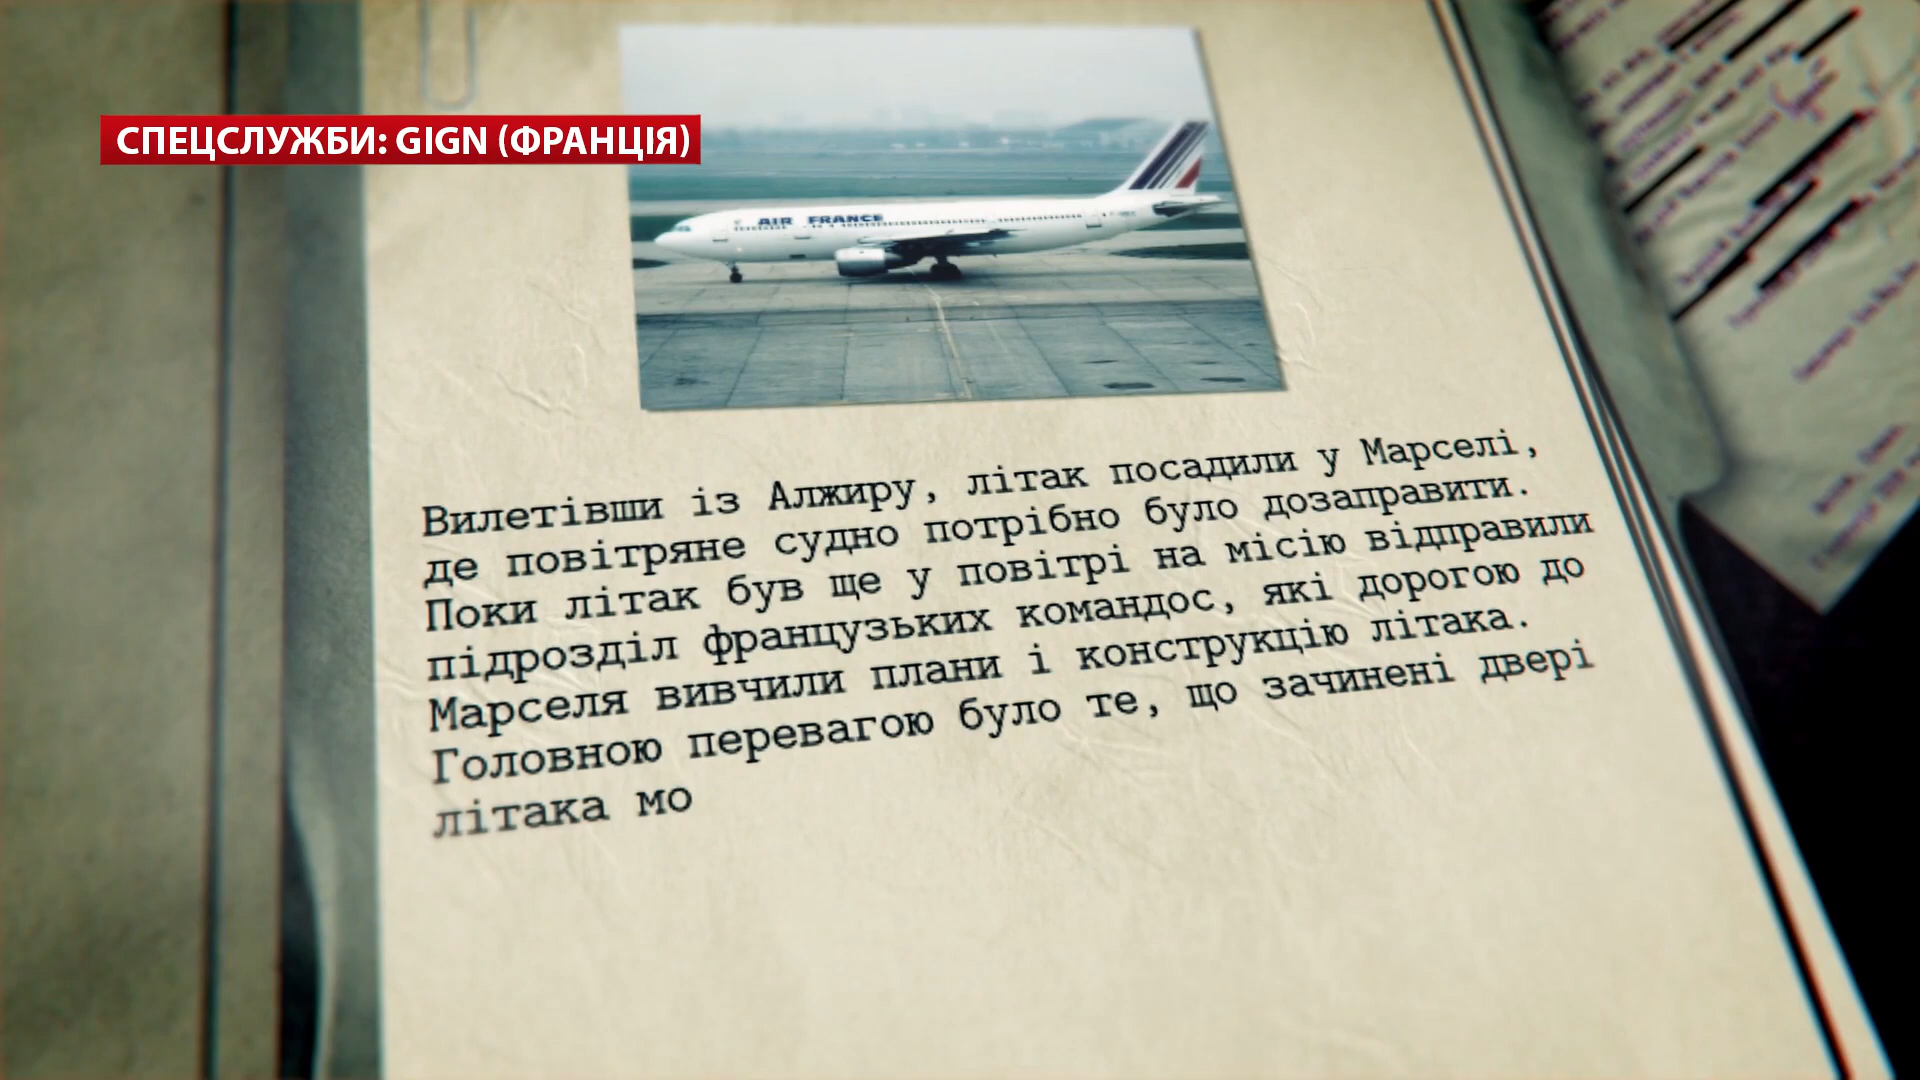 СПЕЦСЛУЖБИ: GIGN (ФРАНЦІЯ)
AIR FRANCE
Вилетівши із Алжиру, літак посадили у Марселі,
де повітряне судно потрібно було дозаправити.
Поки літак був ще у повітрі на місію відправили
підрозділ французьких командос, які дорогою до
Марселя вивчили плани і конструкцію літака.
Головною перевагою було те, що зачинені двері
літака мо